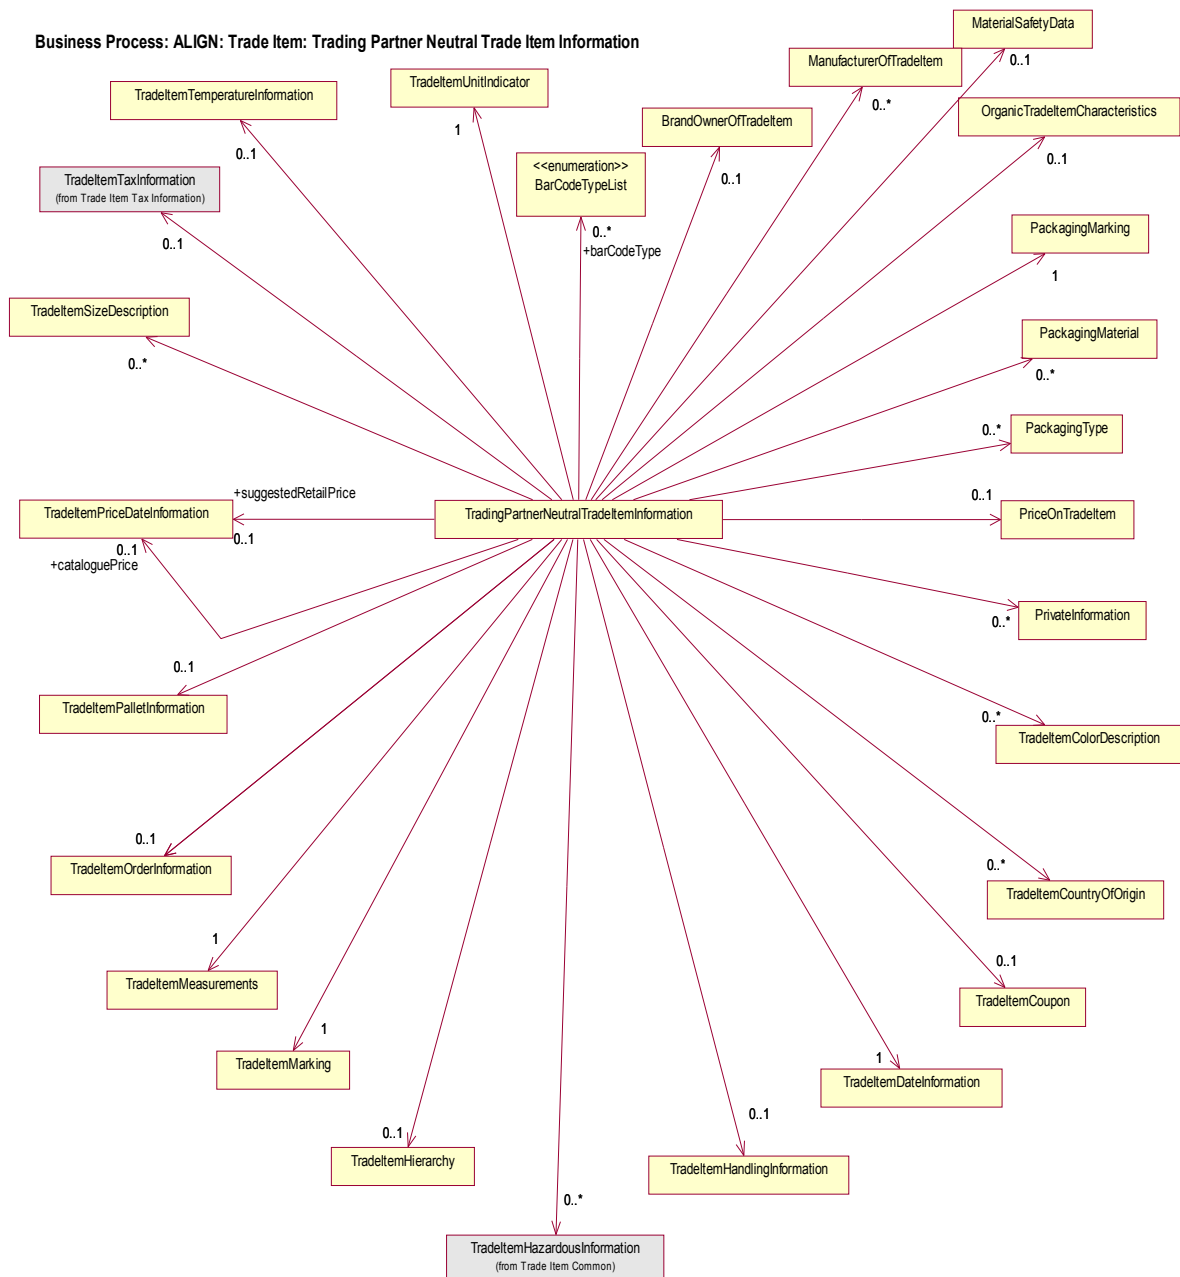 MaterialSafetyData
0..1
Business Process: ALIGN: Trade Item: Trading Partner Neutral Trade Item Information
ManufacturerOfTradeItem
0..*
TradeItemUnitIndicator
1
TradeItemTemperatureInformation
0..1
OrganicTradeItemCharacteristics
0..1
BrandOwnerOfTradeItem
0..1
<<enumeration>>
BarCodeTypeList
0..*
+barCodeType
TradeItemTaxInformation
(from Trade Item Tax Information)
0..1
PackagingMarking
1
TradeItemSizeDescription
0..*
PackagingMaterial
0..*
PackagingType
0..*
+suggestedRetailPrice
0..1
TradeItemPriceDateInformation
0..1
+cataloguePrice
TradingPartnerNeutralTradeItemInformation
0..1
PriceOnTradeItem
PrivateInformation
0..*
0..1
TradeItemPalletInformation
0..*
TradeItemColorDescription
0..1
TradeItemOrderInformation
0..*
TradeItemCountryOfOrigin
1
TradeItemMeasurements
0..1
TradeItemCoupon
1
TradeItemMarking
1
TradeItemDateInformation
0..1
TradeItemHierarchy
0..1
TradeItemHandlingInformation
0..*
TradeItemHazardousInformation
(from Trade Item Common)